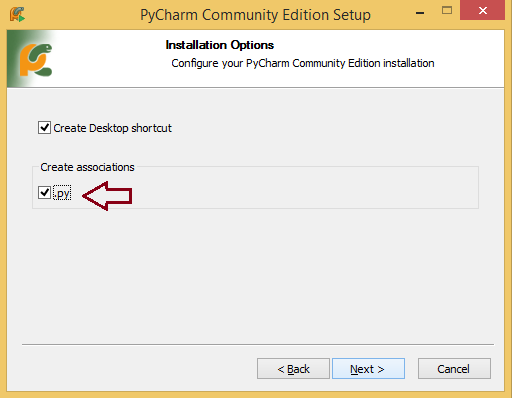 PyCharm Community Edition Setup
Installation Options
Configure your PyCharm Community Edition installation
Create Desktop shortcut
Create associations
.py
< Back
Next >
Cancel